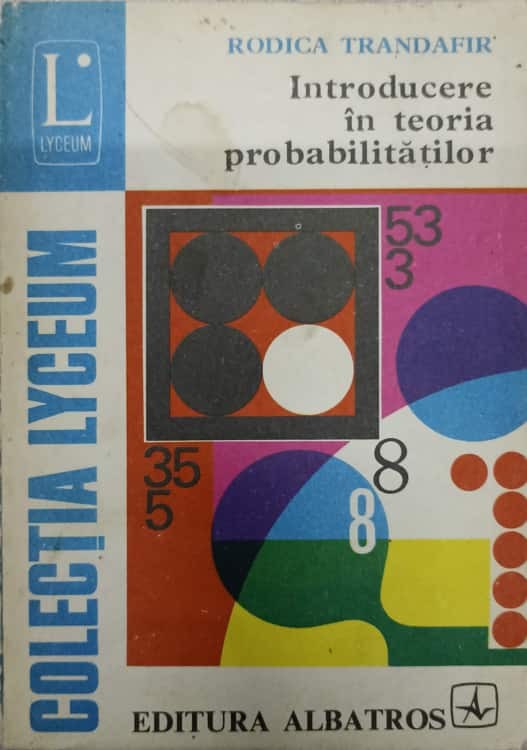 L
LYCEUM
RODICA TRANDAFIR
Introducere
în teoria
probabilităților
COLECȚIA LYCEUM
53
3
35
5
8
8
EDITURA ALBATROS